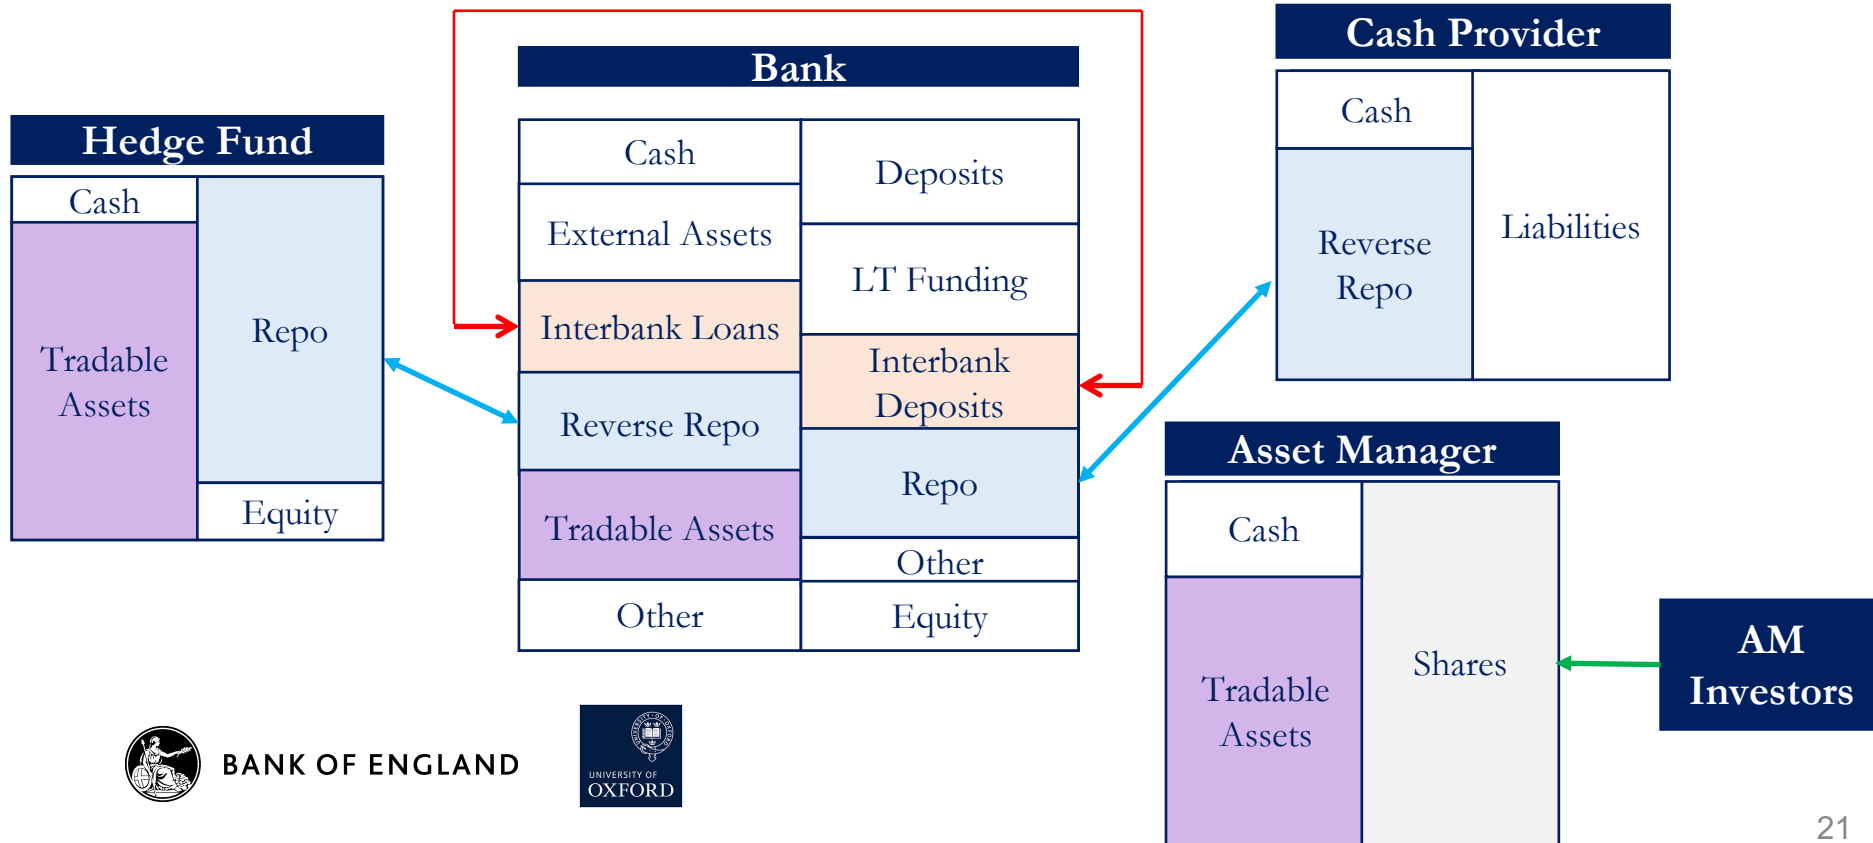 Hedge Fund
Cash
Tradable
Assets
Repo
Equity
Bank
Cash
External Assets
Interbank Loans
Reverse Repo
Tradable Assets
Other
Deposits
LT Funding
Interbank
Deposits
Repo
Other
Equity
Cash Provider
Cash
Reverse
Repo
Liabilities
Asset Manager
Cash
Tradable
Assets
Shares
AM
Investors
BANK OF ENGLAND
UNIVERSITY OF
OXFORD
21